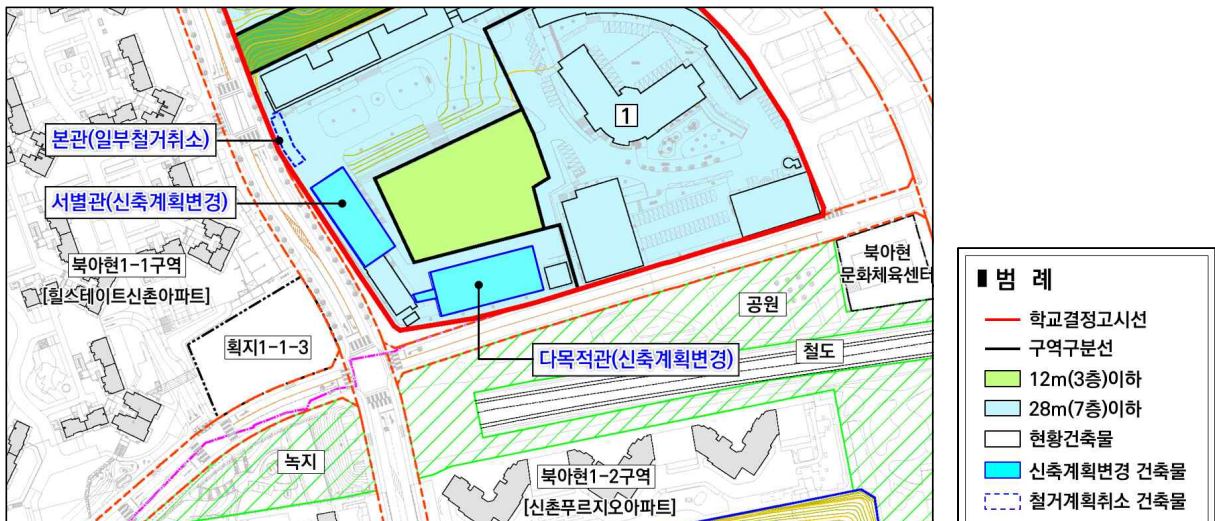 1
본관(일부철거취소)
서별관(신축계획변경)
북아현1-1구역
[힐스테이트신촌아파트]
획지1-1-3
북아현
문화체육센터
공원
철도
다목적관(신축계획변경)
녹지
북아현1-2구역
[신촌푸르지오아파트]
범 례
학교결정고시선
구역구분선
12m(3층)이하
28m(7층)이하
현황건축물
신축계획변경 건축물
철거계획취소 건축물